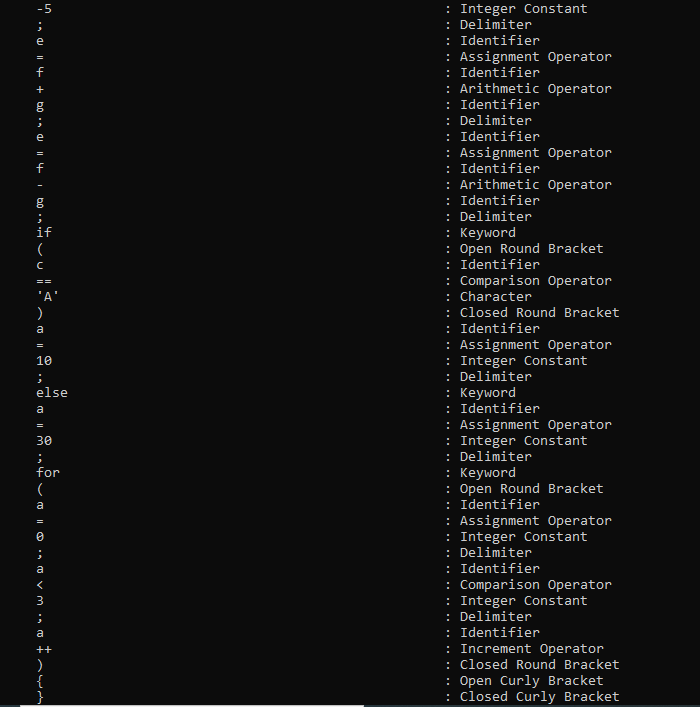 -5 : Integer Constant
; : Delimiter
e : Identifier
= : Assignment Operator
f : Identifier
+ : Arithmetic Operator
g : Identifier
; : Delimiter
e : Identifier
= : Assignment Operator
f : Identifier
- : Arithmetic Operator
g : Identifier
; : Delimiter
if : Keyword
( : Open Round Bracket
c : Identifier
== : Comparison Operator
'A' : Character
) : Closed Round Bracket
a : Identifier
= : Assignment Operator
10 : Integer Constant
; : Delimiter
else : Keyword
a : Identifier
= : Assignment Operator
30 : Integer Constant
; : Delimiter
for : Keyword
( : Open Round Bracket
a : Identifier
= : Assignment Operator
0 : Integer Constant
; : Delimiter
a : Identifier
< : Comparison Operator
3 : Integer Constant
; : Delimiter
a : Identifier
++ : Increment Operator
) : Closed Round Bracket
{ : Open Curly Bracket
} : Closed Curly Bracket